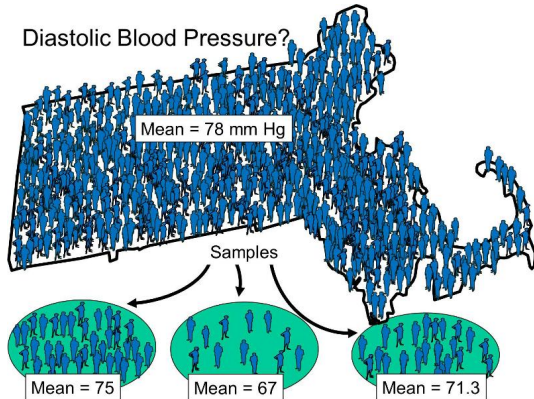 Diastolic Blood Pressure?
Mean = 78 mm Hg
Samples
Mean = 75
Mean = 67
Mean = 71.3